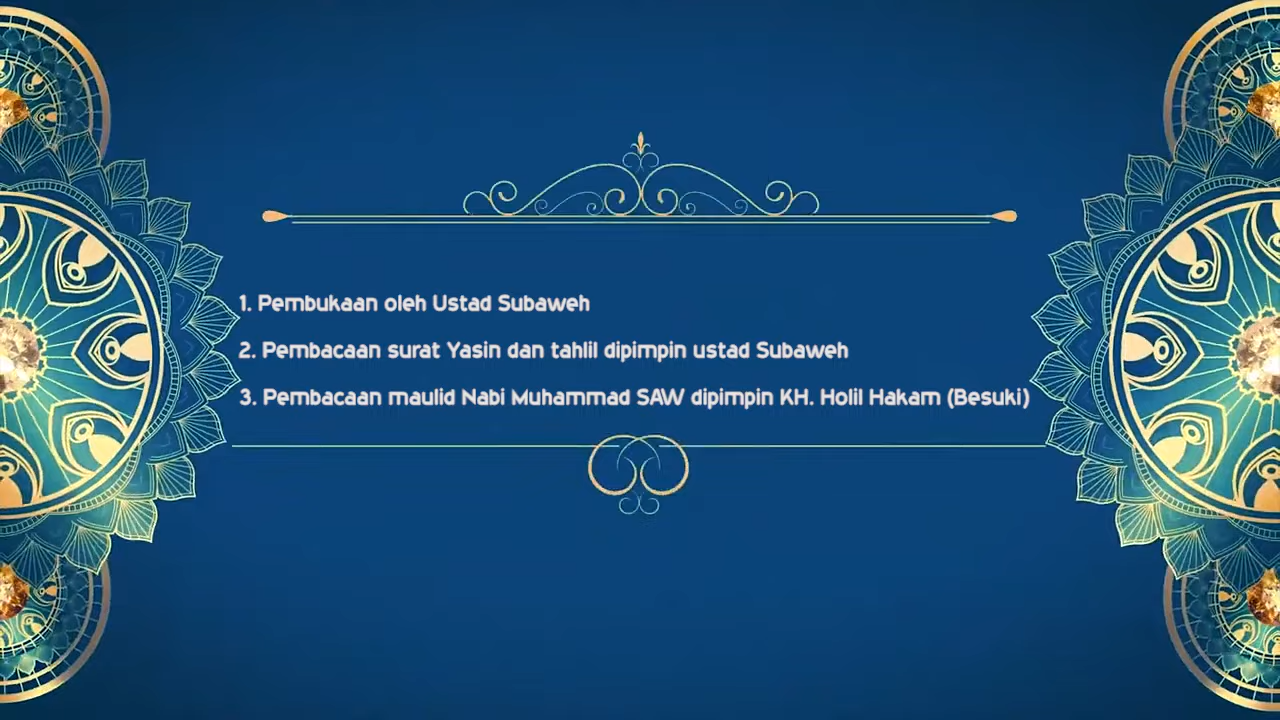 1. Pembukaan oleh Ustad Subaweh
2. Pembacaan surat Yasin dan tahlil dipimpin ustad Subaweh
3. Pembacaan maulid Nabi Muhammad SAW dipimpin KH. Holil Hakam (Besuki)